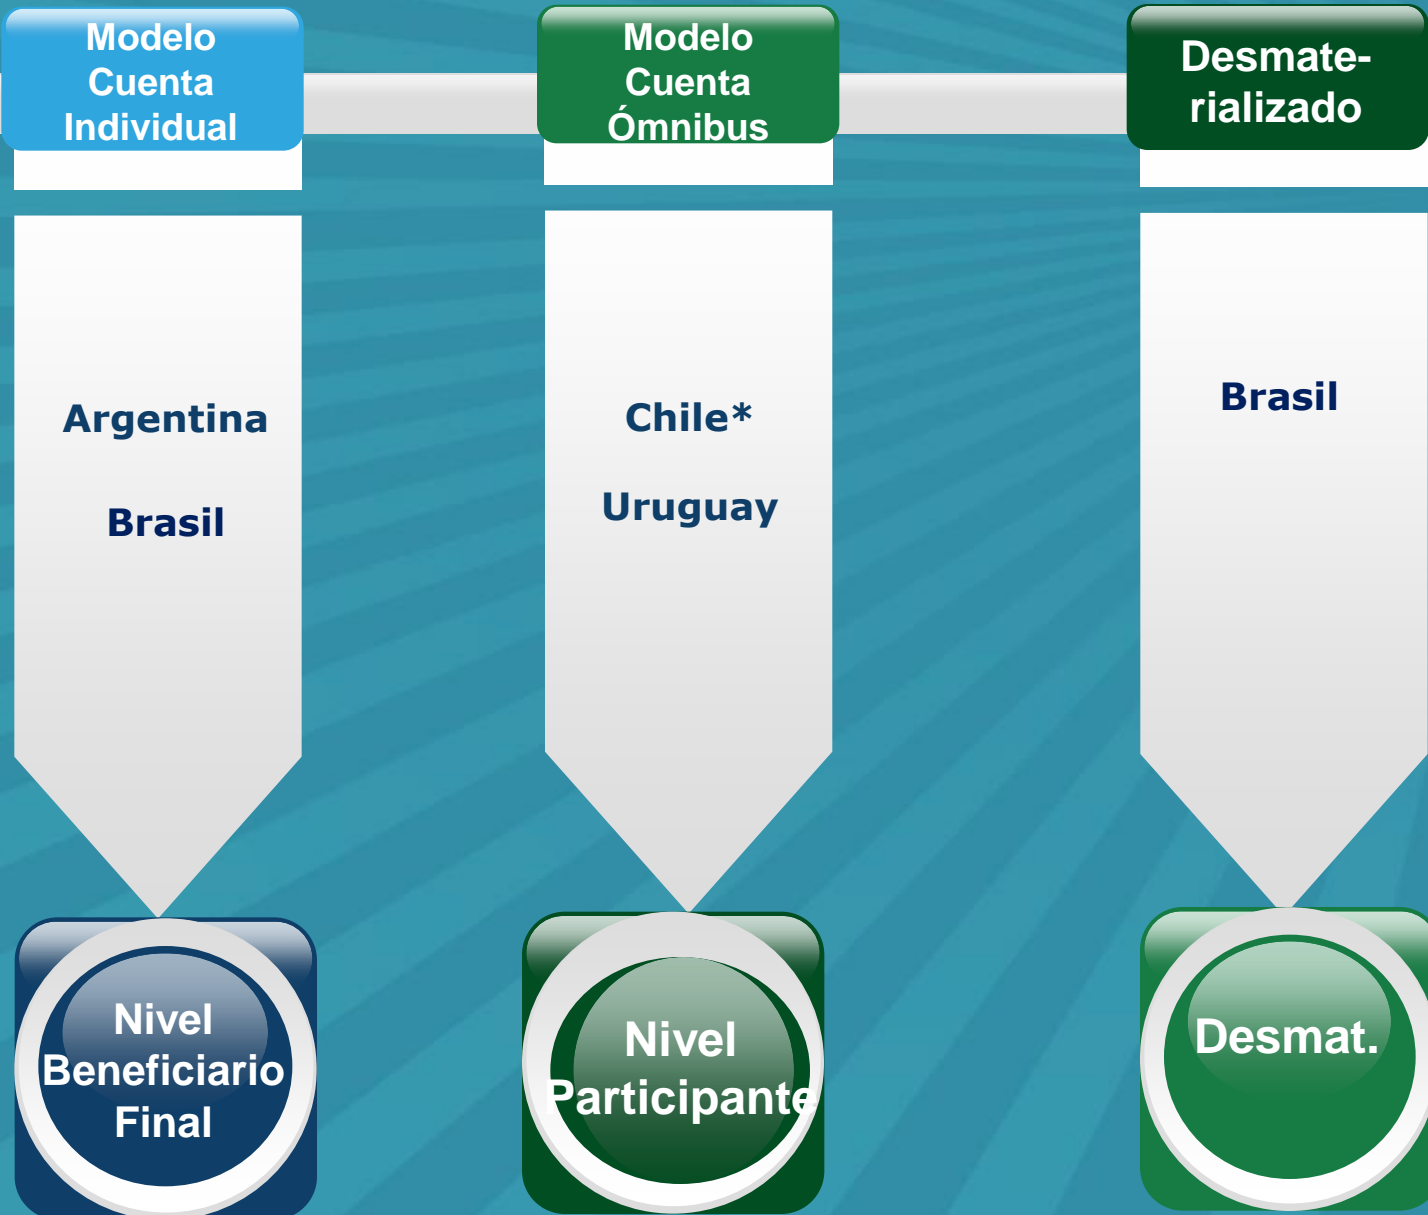 Modelo
Cuenta
Individual
Modelo
Cuenta
Ómnibus
Desmate-
rializado
Argentina
Brasil
Chile*
Uruguay
Brasil
Nivel
Beneficiario
Final
Nivel
Participante
Desmat.